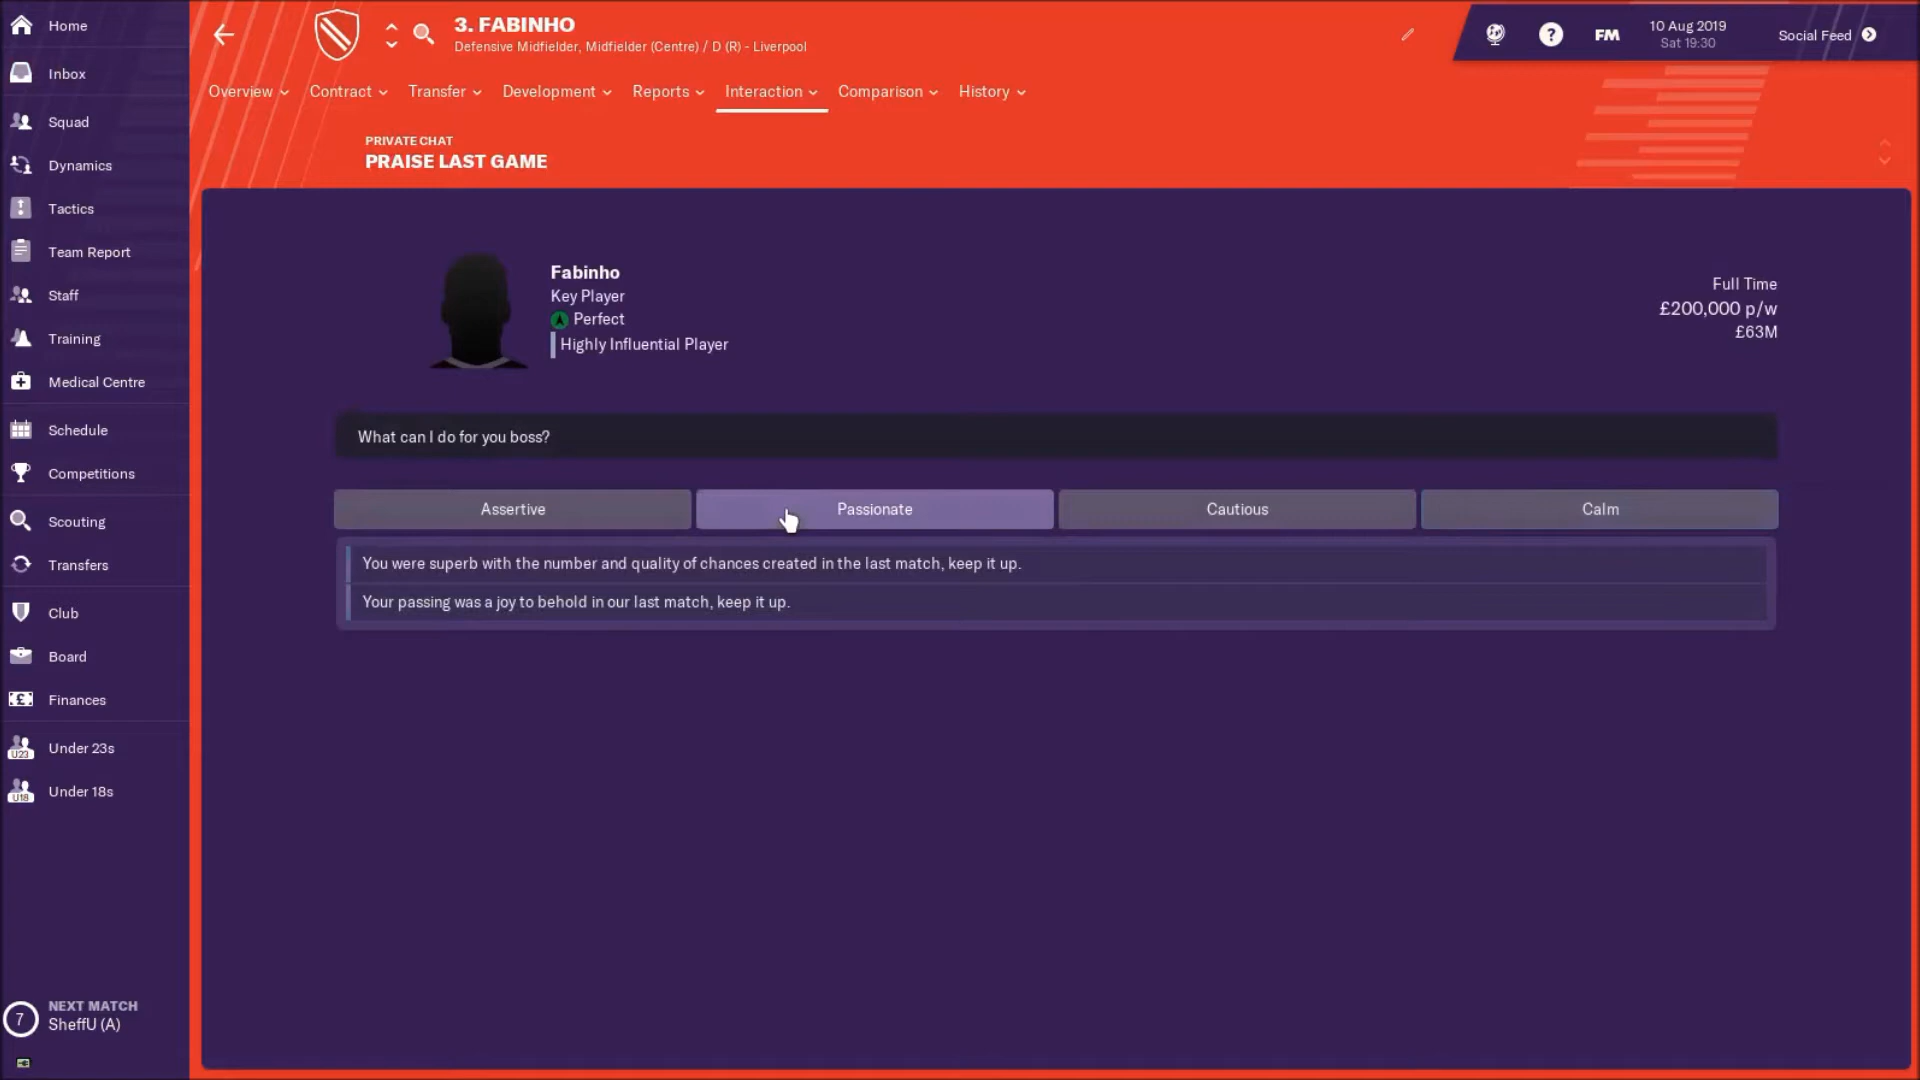 Home
Inbox
Squad
Dynamics
Tactics
Team Report
Staff
Training
Medical Centre
Schedule
Competitions
Scouting
Transfers
Club
Board
Finances
U23 Under 23s
U18 Under 18s
7 NEXT MATCH
SheffU (A)
3. FABINHO
Defensive Midfielder, Midfielder (Centre) / D (R) - Liverpool
? FM 10 Aug 2019 Social Feed
Sat 19:30
Overview Contract Transfer Development Reports Interaction Comparison History
PRIVATE CHAT
PRAISE LAST GAME
Fabinho
Key Player
Perfect
Highly Influential Player
Full Time
£200,000 p/w
£63M
What can I do for you boss?
Assertive Passionate Cautious Calm
You were superb with the number and quality of chances created in the last match, keep it up.
Your passing was a joy to behold in our last match, keep it up.